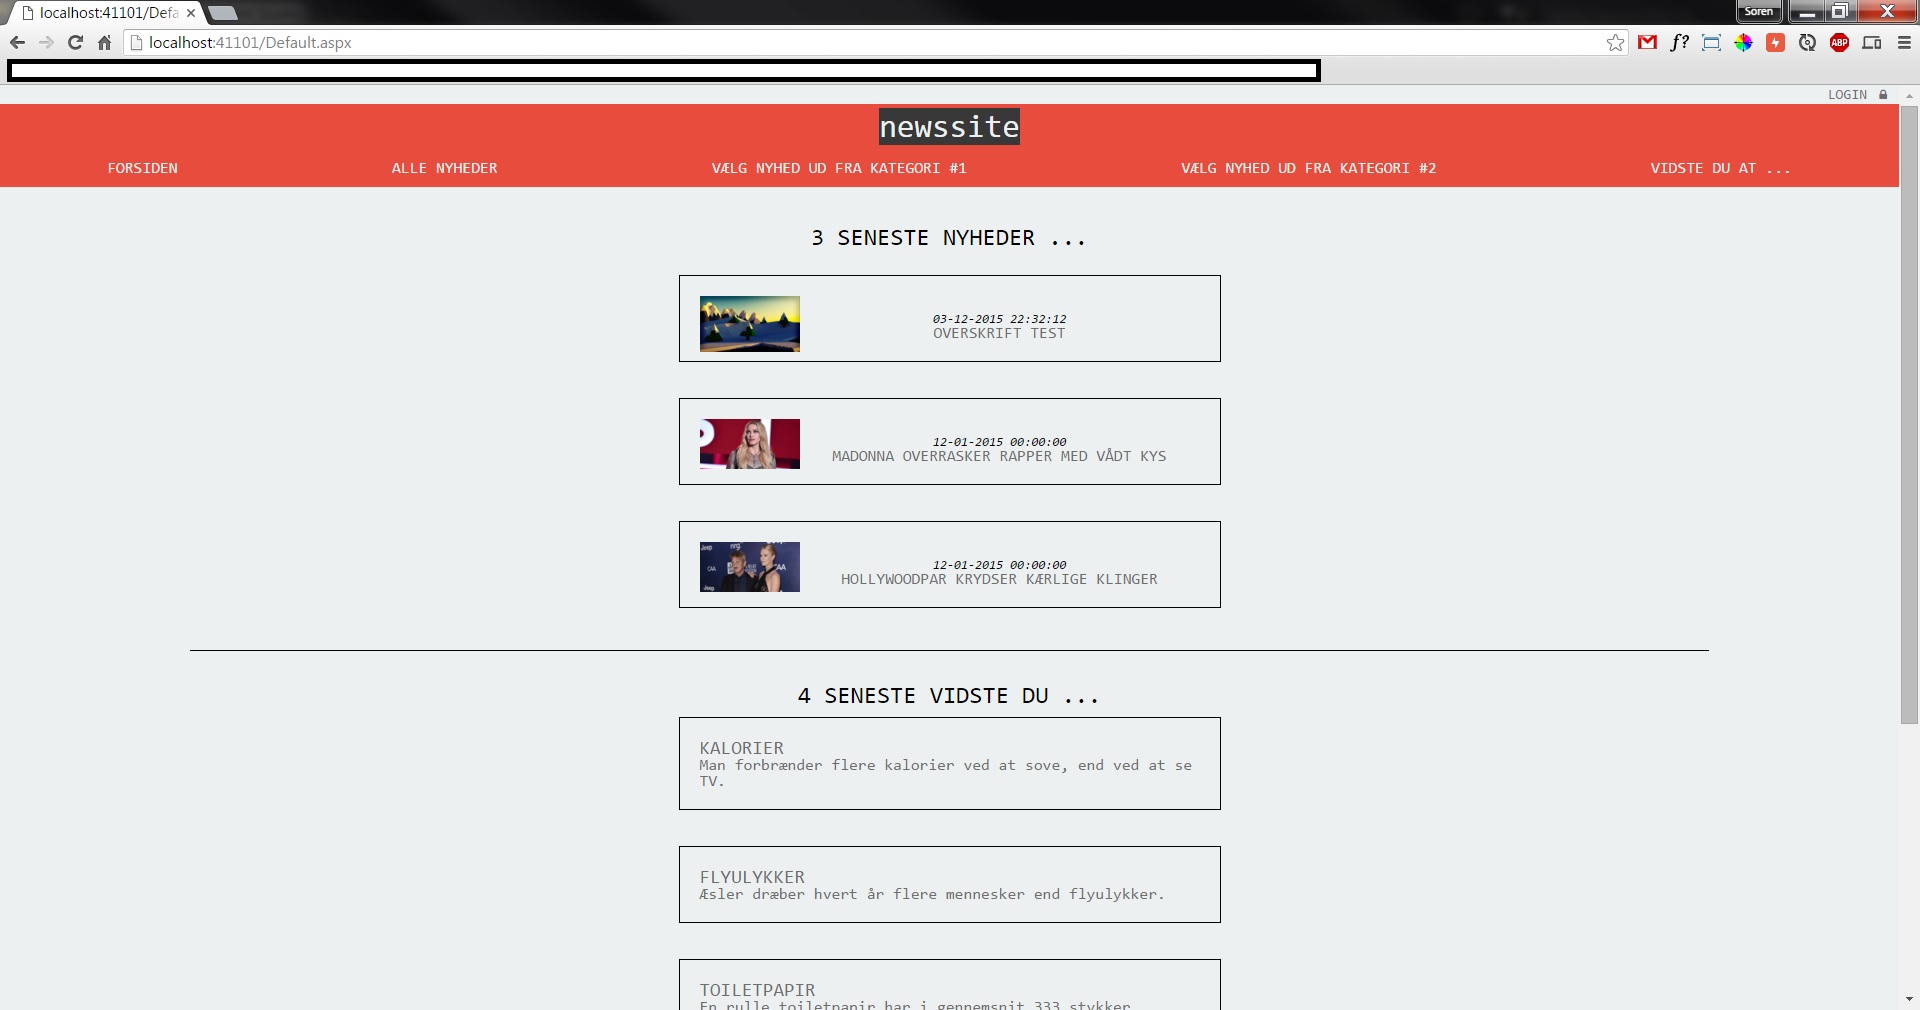 localhost:41101/Defa
Soren
localhost:41101/Default.aspx
f?
ABP
LOGIN
newssite
FORSIDEN ALLE NYHEDER VÆLG NYHED UD FRA KATEGORI #1 VÆLG NYHED UD FRA KATEGORI #2 VIDSTE DU AT ...
3 SENESTE NYHEDER ...
03-12-2015 22:32:12
OVERSKRIFT TEST
12-01-2015 00:00:00
MADONNA OVERRASKER RAPPER MED VÅDT KYS
Jeep nrg
CAA
Jeep
12-01-2015 00:00:00
HOLLYWOODPAR KRYDSER KÆRLIGE KLINGER
4 SENESTE VIDSTE DU ...
KALORIER
Man forbrænder flere kalorier ved at sove, end ved at se
TV.
FLYULYKKER
Æsler dræber hvert år flere mennesker end flyulykker.
TOILETPAPIR
En rulle toiletpapir har i gennemsnit 333 stykker